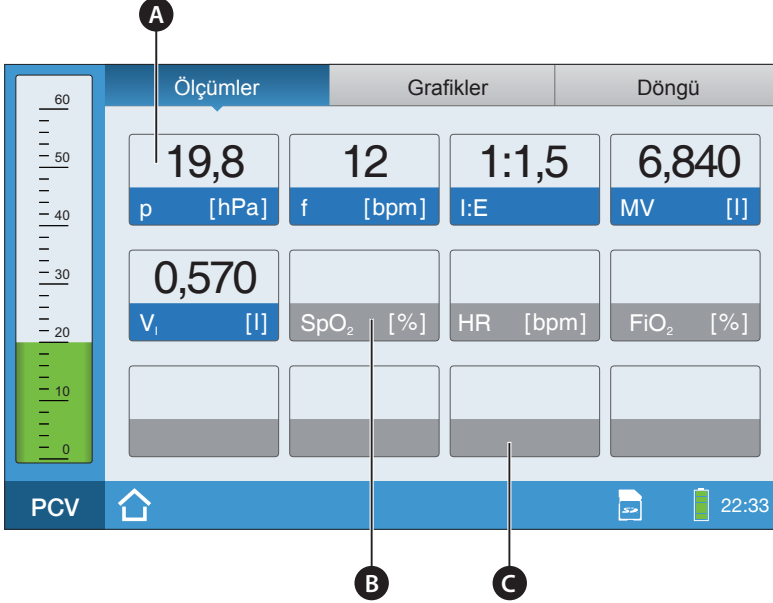 A
Ölçümler Grafikler Döngü
60
50
40
30
20
10
0
19,8 12 1:1,5 6,840
p [hPa] f [bpm] I:E MV [l]
0,570
V₁ [l] SpO₂ [%] HR [bpm] FiO₂ [%]
PCV 22:33
B C